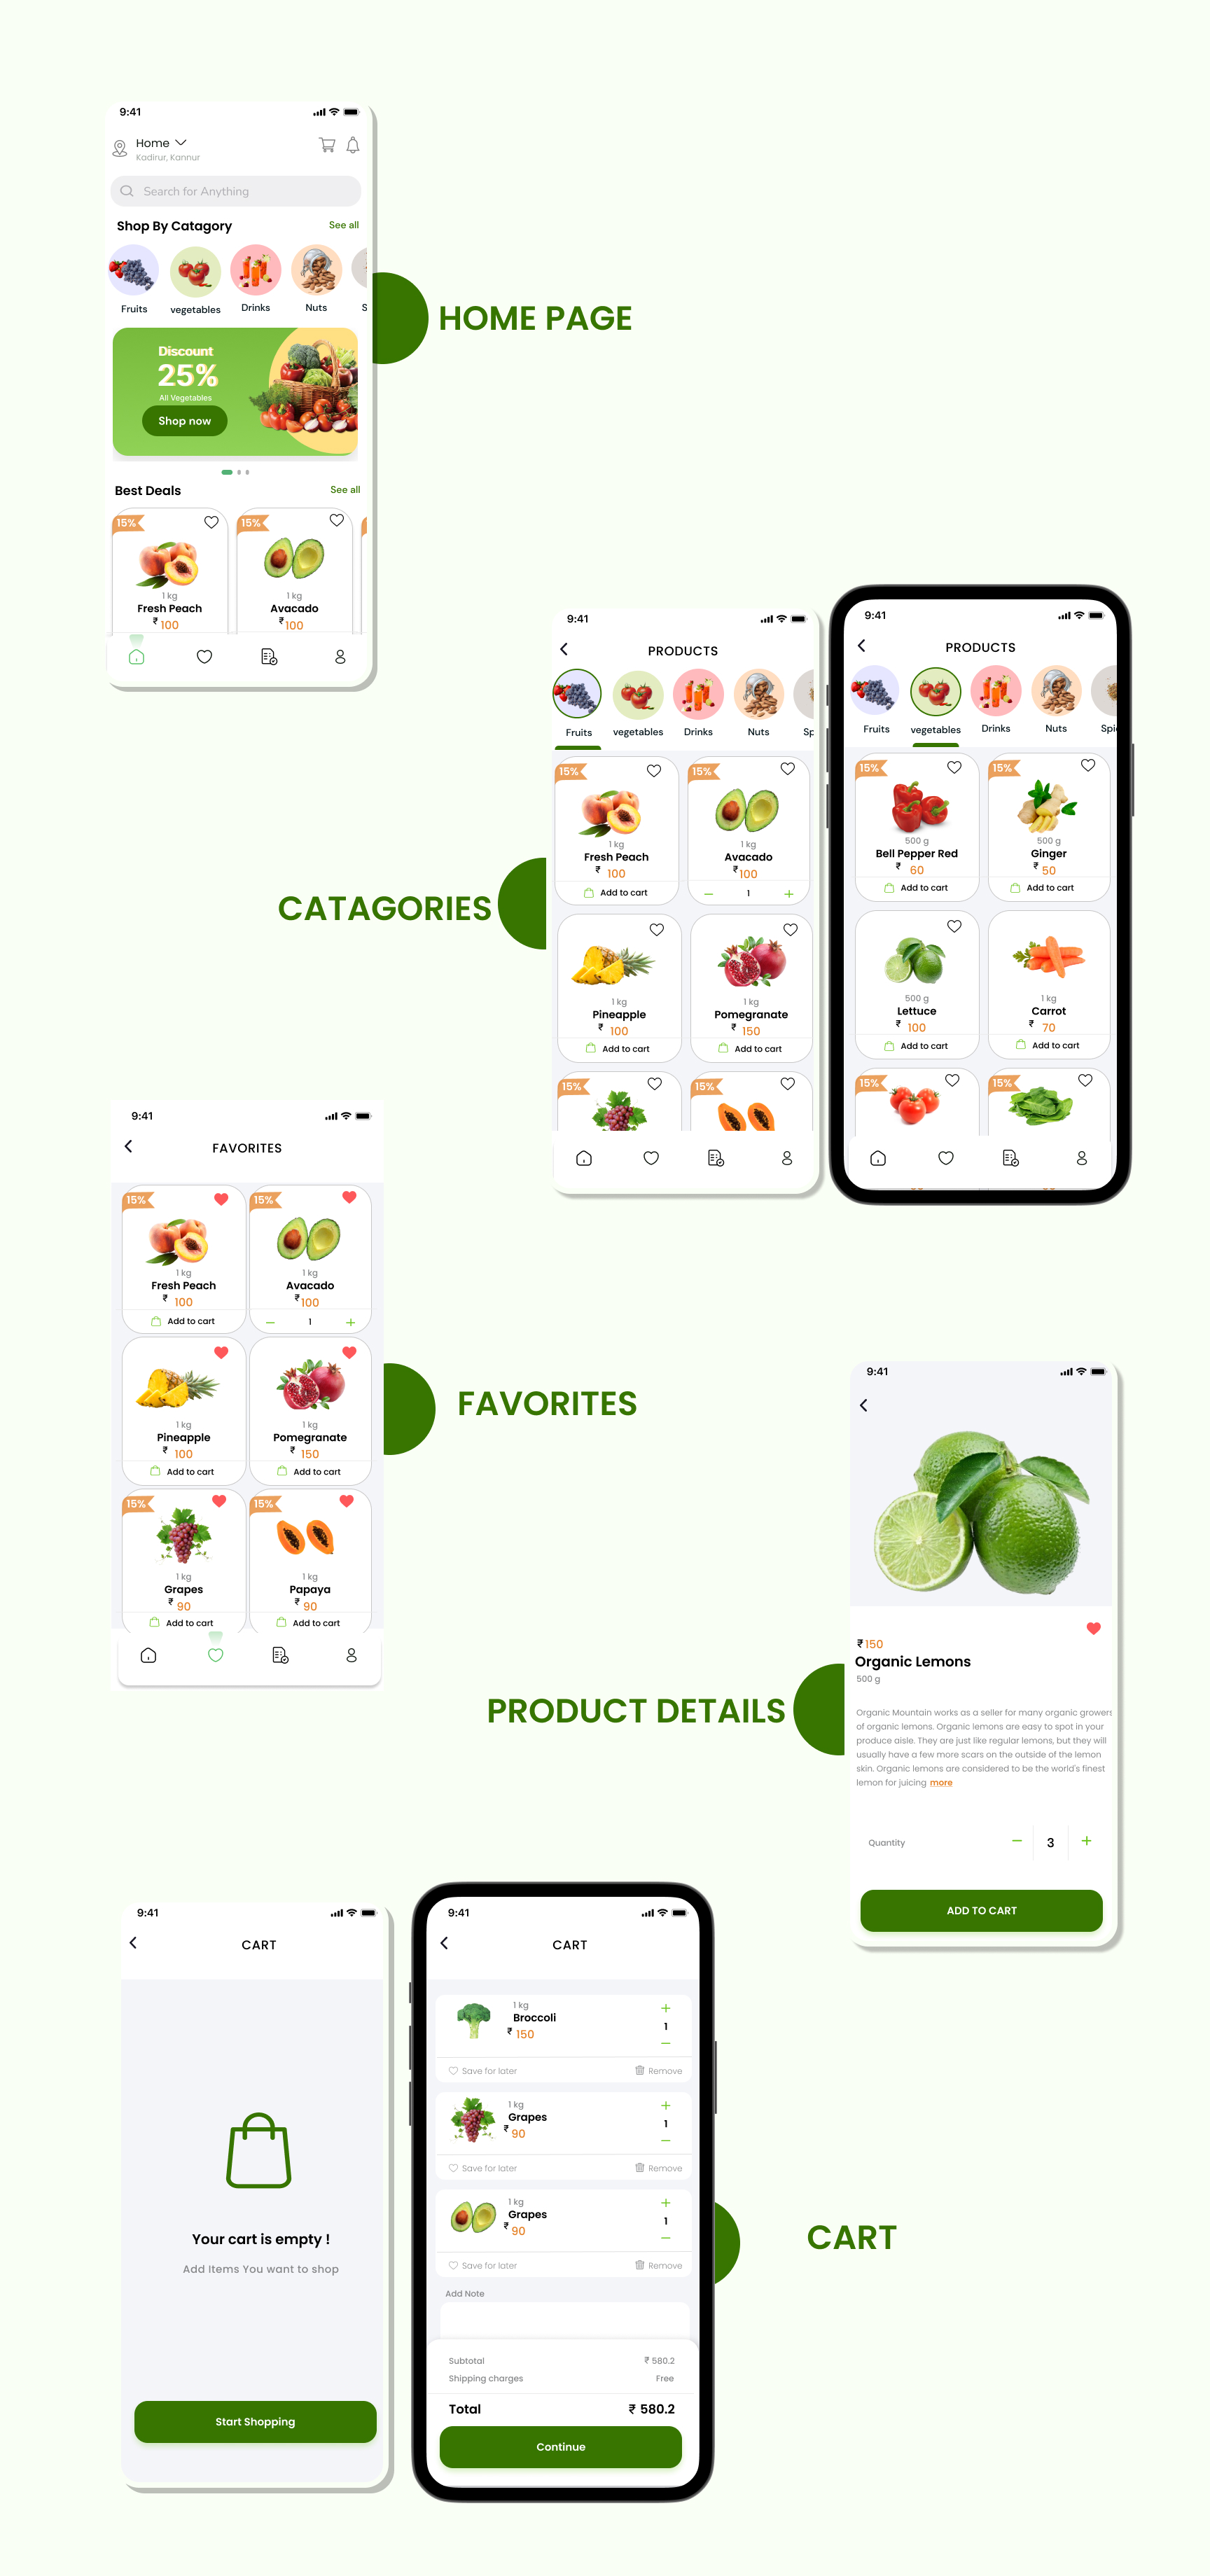 9:41
Home
Kadirur, Kannur
Search for Anything
Shop By Catagory
See all
Fruits
vegetables
Drinks
Nuts
S
Discount
25%
All Vegetables
Shop now
Best Deals
See all
15%
15%
1 kg
1 kg
Fresh Peach
Avacado
₹ 100
₹ 100
HOME PAGE
9:41
PRODUCTS
Fruits
vegetables
Drinks
Nuts
Sp
15%
15%
1 kg
1 kg
Fresh Peach
Avacado
₹ 100
₹ 100
Add to cart
– 1 +
1 kg
1 kg
Pineapple
Pomegranate
₹ 100
₹ 150
Add to cart
Add to cart
15%
15%
9:41
PRODUCTS
Fruits
vegetables
Drinks
Nuts
Spi
15%
15%
500 g
500 g
Bell Pepper Red
Ginger
₹ 60
₹ 50
Add to cart
Add to cart
500 g
1 kg
Lettuce
Carrot
₹ 100
₹ 70
Add to cart
Add to cart
15%
15%
CATAGORIES
9:41
FAVORITES
15%
15%
1 kg
1 kg
Fresh Peach
Avacado
₹ 100
₹ 100
Add to cart
– 1 +
1 kg
1 kg
Pineapple
Pomegranate
₹ 100
₹ 150
Add to cart
Add to cart
15%
15%
1 kg
1 kg
Grapes
Papaya
₹ 90
₹ 90
Add to cart
Add to cart
FAVORITES
9:41
₹ 150
Organic Lemons
500 g
Organic Mountain works as a seller for many organic growers
of organic lemons. Organic lemons are easy to spot in your
produce aisle. They are just like regular lemons, but they will
usually have a few more scars on the outside of the lemon
skin. Organic lemons are considered to be the world's finest
lemon for juicing more
Quantity
– 3 +
ADD TO CART
PRODUCT DETAILS
9:41
CART
Your cart is empty !
Add Items You want to shop
Start Shopping
9:41
CART
1 kg
Broccoli
₹ 150
+
1
–
Save for later
Remove
1 kg
Grapes
₹ 90
+
1
–
Save for later
Remove
1 kg
Grapes
₹ 90
+
1
–
Save for later
Remove
Add Note
Subtotal
₹ 580.2
Shipping charges
Free
Total
₹ 580.2
Continue
CART